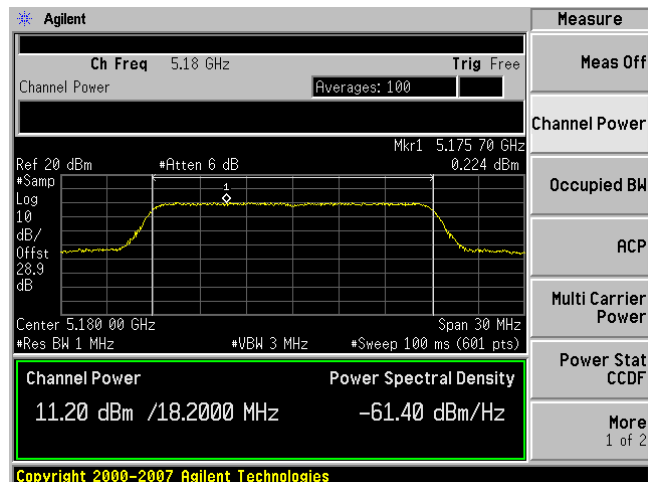 Agilent
Measure
Ch Freq 5.18 GHz Trig Free
Channel Power Averages: 100
Mkr1 5.175 70 GHz
Ref 20 dBm #Atten 6 dB 0.224 dBm
#Samp
Log
10
dB/
Offst
28.9
dB
1
Center 5.180 00 GHz Span 30 MHz
#Res BW 1 MHz #VBW 3 MHz #Sweep 100 ms (601 pts)
Channel Power Power Spectral Density
11.20 dBm /18.2000 MHz -61.40 dBm/Hz
Copyright 2000-2007 Agilent Technologies
Meas Off
Channel Power
Occupied BW
ACP
Multi Carrier
Power
Power Stat
CCDF
More
1 of 2